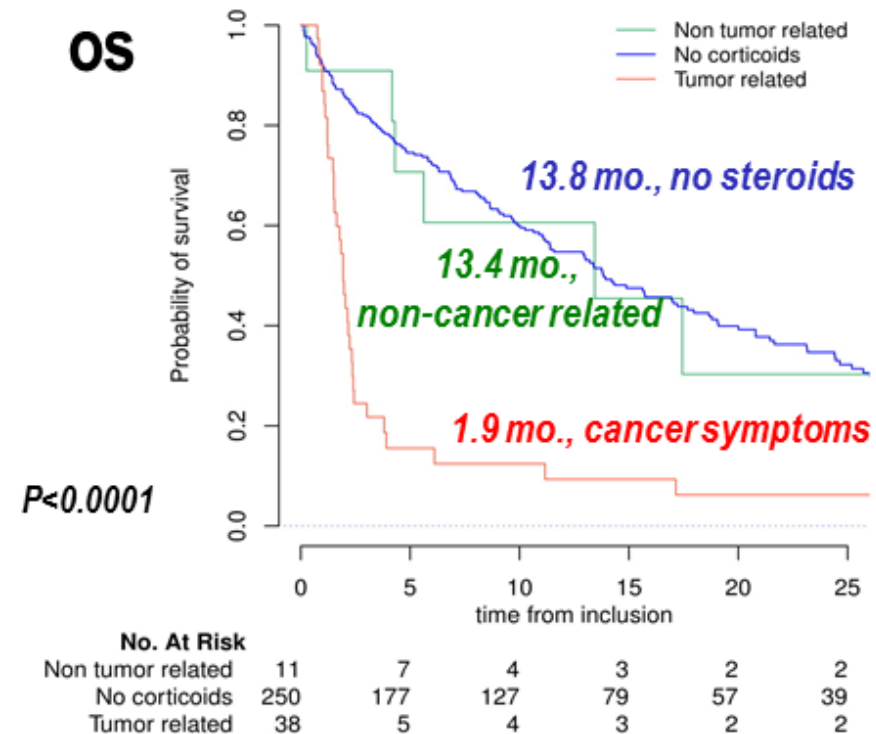 OS
Non tumor related
No corticoids
Tumor related
Probability of survival
1.0
0.8
0.6
0.4
0.2
0.0
13.8 mo., no steroids
13.4 mo.,
non-cancer related
1.9 mo., cancer symptoms
P<0.0001
0 5 10 15 20 25
time from inclusion
No. At Risk
Non tumor related 11 7 4 3 2 2
No corticoids 250 177 127 79 57 39
Tumor related 38 5 4 3 2 2